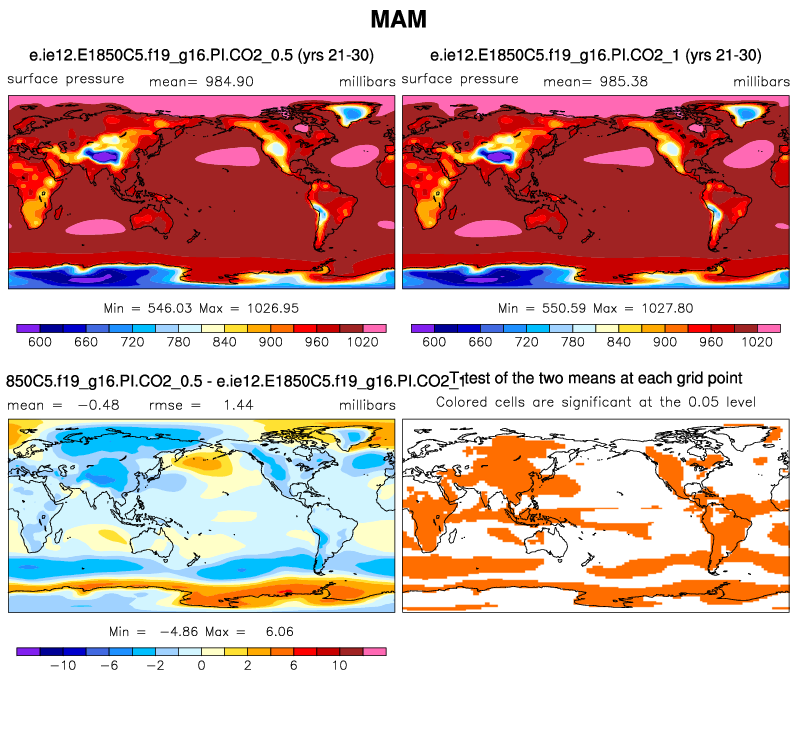 MAM
e.ie12.E1850C5.f19_g16.PI.CO2_0.5 (yrs 21-30)
surface pressure mean= 984.90 millibars
e.ie12.E1850C5.f19_g16.PI.CO2_1 (yrs 21-30)
surface pressure mean= 985.38 millibars
Min = 546.03 Max = 1026.95
600 660 720 780 840 900 960 1020
Min = 550.59 Max = 1027.80
600 660 720 780 840 900 960 1020
850C5.f19_g16.PI.CO2_0.5 - e.ie12.E1850C5.f19_g16.PI.CO2_1
mean = -0.48 rmse = 1.44 millibars
T-test of the two means at each grid point
Colored cells are significant at the 0.05 level
Min = -4.86 Max = 6.06
-10 -6 -2 0 2 6 10